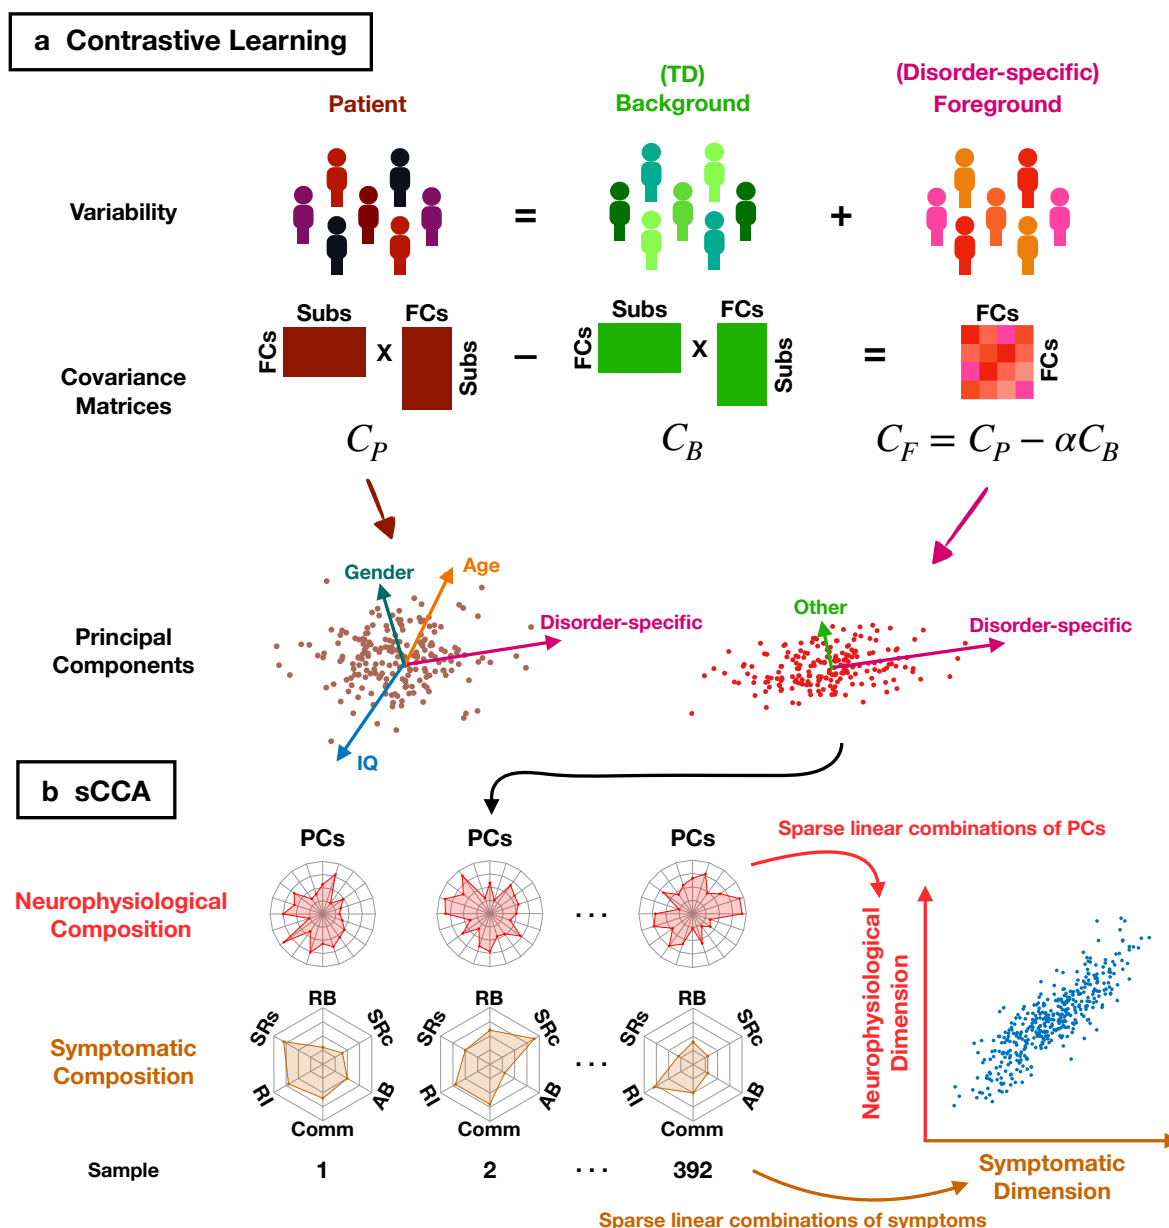 a Contrastive Learning
Patient
(TD)
Background
(Disorder-specific)
Foreground
Variability
=
+
Covariance
Matrices
Subs
FCs
FCs
X
Subs
–
Subs
FCs
FCs
X
Subs
=
FCs
FCs
C_P
C_B
C_F = C_P − αC_B
Principal
Components
Gender
Age
Disorder-specific
IQ
Other
Disorder-specific
b sCCA
PCs
PCs
PCs
Sparse linear combinations of PCs
Neurophysiological
Composition
...
Neurophysiological
Dimension
Symptomatic
Composition
RB
SRs
SRc
RI
AB
Comm
RB
SRs
SRc
RI
AB
Comm
...
RB
SRs
SRc
RI
AB
Comm
Sample
1
2
...
392
Symptomatic
Dimension
Sparse linear combinations of symptoms